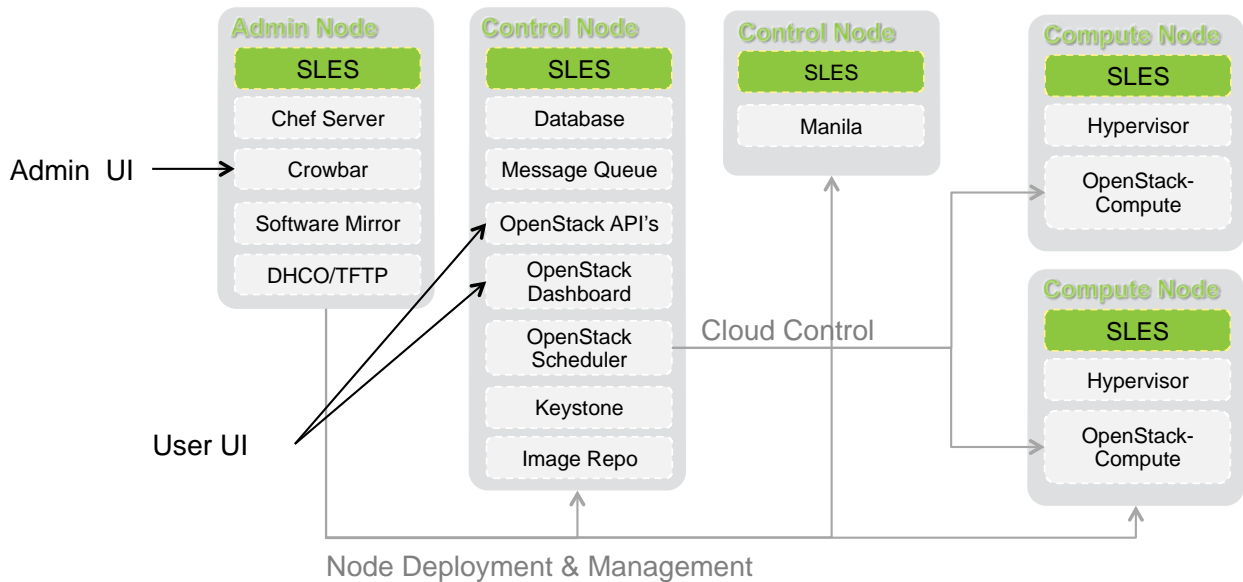 Admin Node
SLES
Chef Server
Crowbar
Software Mirror
DHCO/TFTP
Admin UI
User UI
Control Node
SLES
Database
Message Queue
OpenStack API's
OpenStack
Dashboard
OpenStack
Scheduler
Keystone
Image Repo
Control Node
SLES
Manila
Cloud Control
Compute Node
SLES
Hypervisor
OpenStack-
Compute
Compute Node
SLES
Hypervisor
OpenStack-
Compute
Node Deployment & Management